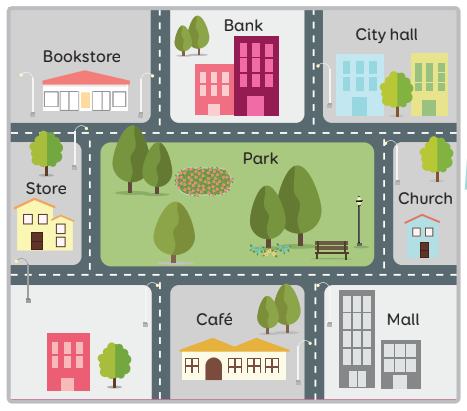 Bank
City hall
Bookstore
Park
Store
Church
Café
Mall